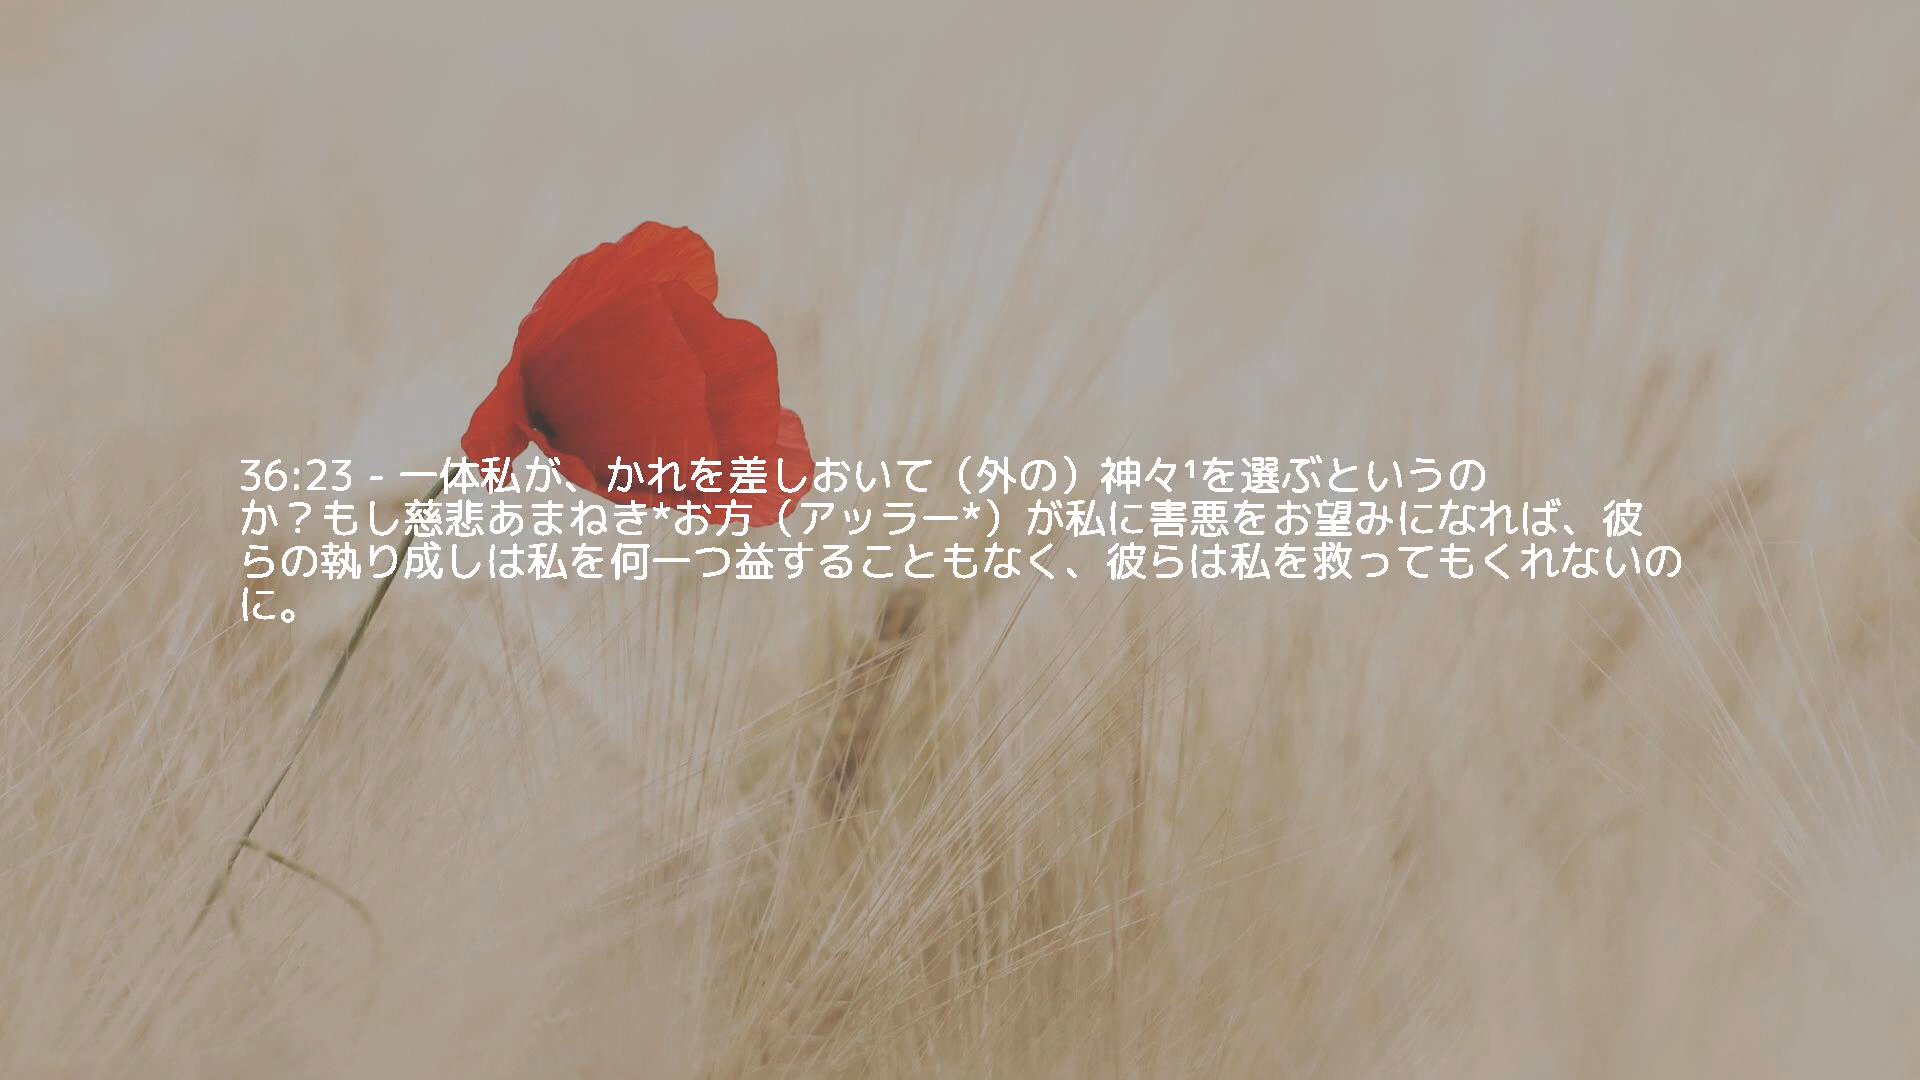 36:23 - 一体私が、かれを差しおいて（外の）神々¹を選ぶというの
か？もし慈悲あまねき*お方（アッラー*）が私に害悪をお望みになれば、彼
らの執り成しは私を何一つ益することもなく、彼らは私を救ってもくれないの
に。